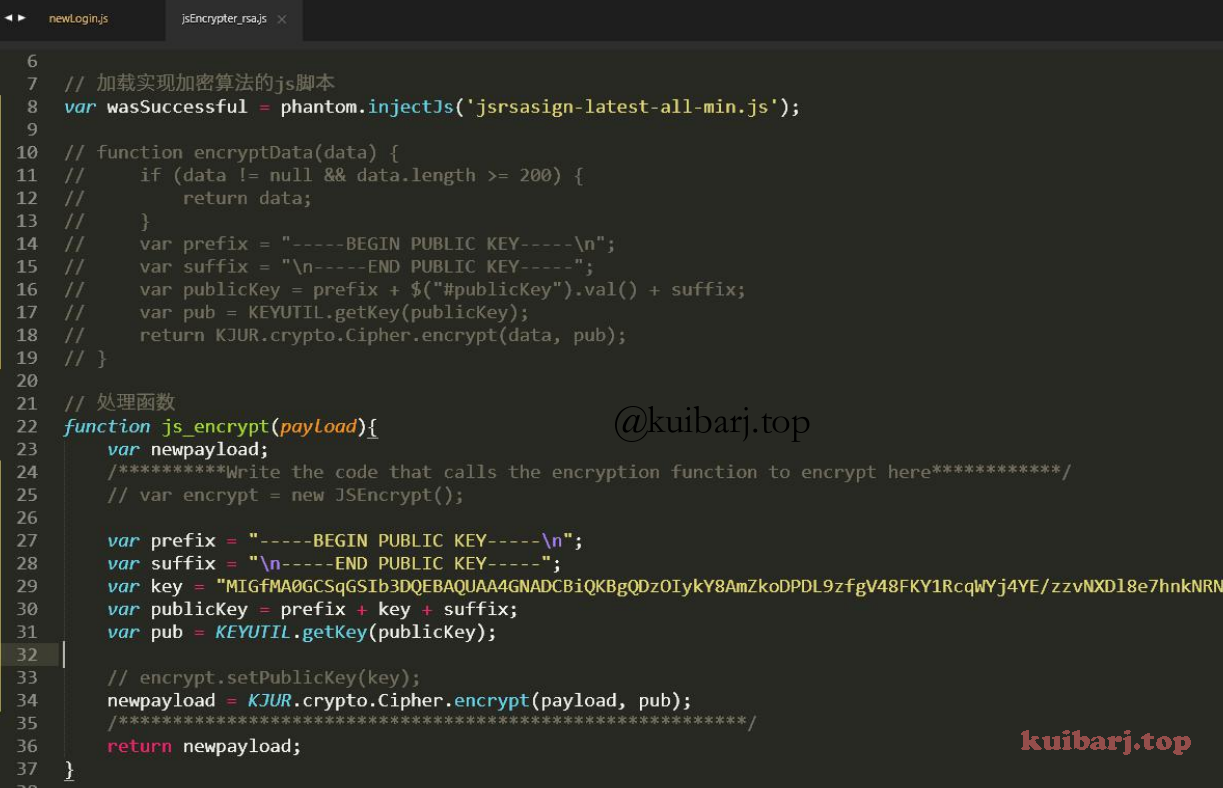 newLogin.js
jsEncrypter_rsa.js
6
7 // 加载实现加密算法的js脚本
8 var wasSuccessful = phantom.injectJs('jsrsasign-latest-all-min.js');
9
10 // function encryptData(data) {
11 //     if (data != null && data.length >= 200) {
12 //         return data;
13 //     }
14 //     var prefix = "-----BEGIN PUBLIC KEY-----\n";
15 //     var suffix = "\n-----END PUBLIC KEY-----";
16 //     var publicKey = prefix + $("#publicKey").val() + suffix;
17 //     var pub = KEYUTIL.getKey(publicKey);
18 //     return KJUR.crypto.Cipher.encrypt(data, pub);
19 // }
20
21 // 处理函数
22 function js_encrypt(payload){
@kuibarj.top
23     var newpayload;
24     /**********Write the code that calls the encryption function to encrypt here************/
25     // var encrypt = new JSEncrypt();
26
27     var prefix = "-----BEGIN PUBLIC KEY-----\n";
28     var suffix = "\n-----END PUBLIC KEY-----";
29     var key = "MIGfMA0GCSqGSIb3DQEBAQUAA4GNADCBiQKBgQDzOIykY8AmZkoDPDL9zfgV48FKY1RcqWYj4YE/zzvNXDl8e7hnkNRN
30     var publicKey = prefix + key + suffix;
31     var pub = KEYUTIL.getKey(publicKey);
32
33     // encrypt.setPublicKey(key);
34     newpayload = KJUR.crypto.Cipher.encrypt(payload, pub);
35     /**********************************************************/
36     return newpayload;
kuibarj.top
37 }